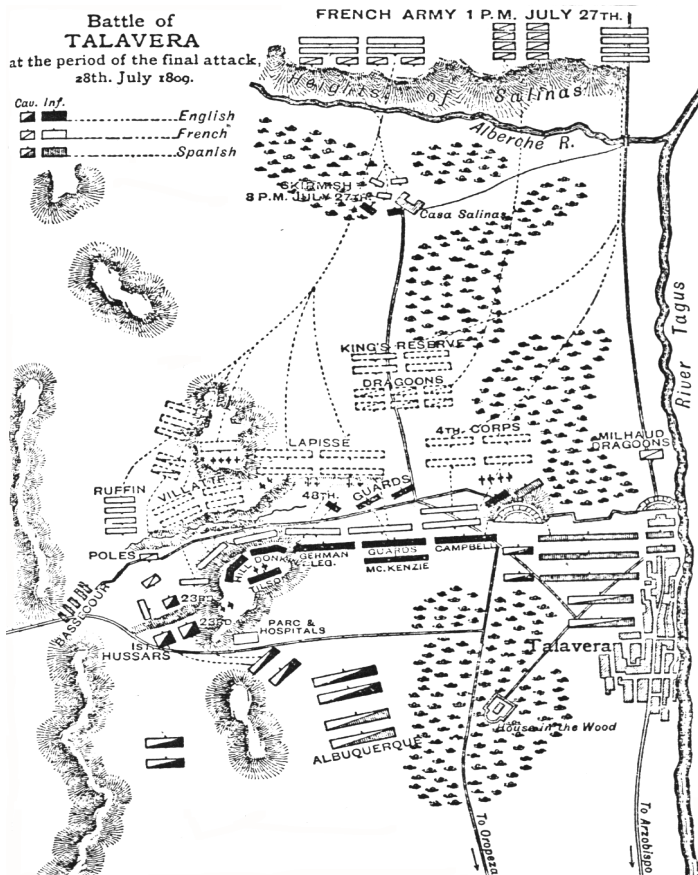 FRENCH ARMY 1 P.M. JULY 27TH.
Battle of
TALAVERA
at the period of the final attack,
28th. July 1809.
Cav. Inf.
English
French
Spanish
Heights of Salinas
Alberche R.
SKIRMISH
8 P.M. JULY 27TH.
Casa Salinas
River Tagus
KING'S RESERVE
DRAGOONS
4TH. CORPS
LAPISSE
MILHAUD
DRAGOONS
RUFFIN
VILLATTE
48TH.
GUARDS
POLES
HILL
DONKIN
TILSON
GERMAN
LEG.
GUARDS
MC.KENZIE
CAMPBELL
BASSICOUR
23RD
1ST
HUSSARS
PARC &
HOSPITALS
Talavera
House in the Wood
ALBUQUERQUE
To Oropeza
To Arzobispo